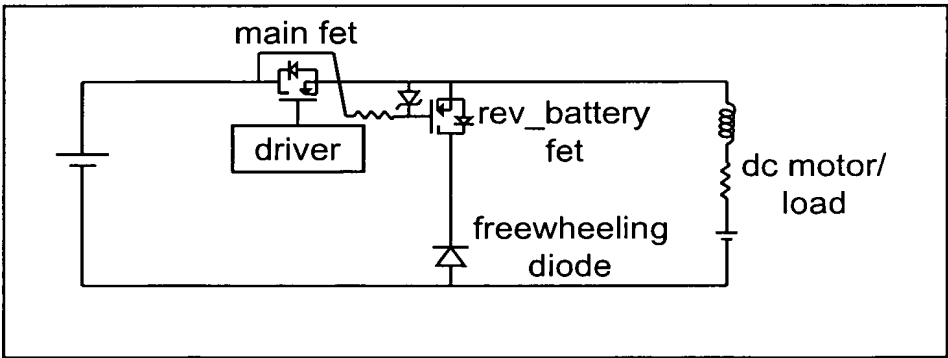 main fet
driver
rev_battery
fet
dc motor/
load
freewheeling
diode